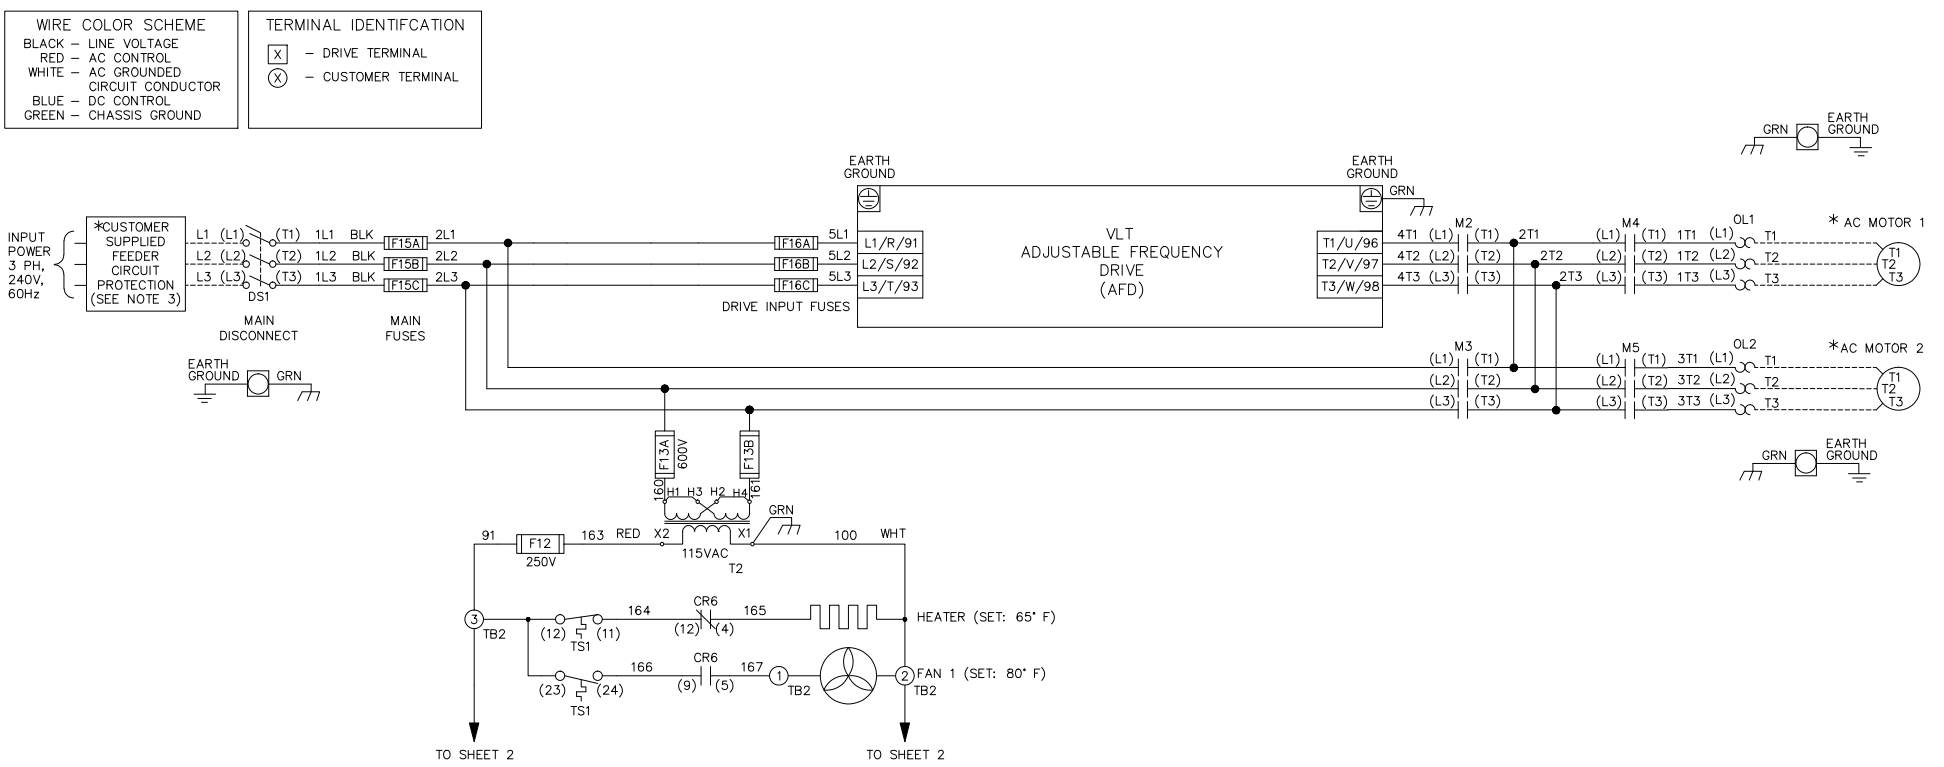 WIRE COLOR SCHEME
BLACK – LINE VOLTAGE
RED – AC CONTROL
WHITE – AC GROUNDED
CIRCUIT CONDUCTOR
BLUE – DC CONTROL
GREEN – CHASSIS GROUND
TERMINAL IDENTIFCATION
X – DRIVE TERMINAL
X – CUSTOMER TERMINAL
INPUT
POWER
3 PH,
240V,
60Hz
*CUSTOMER
SUPPLIED
FEEDER
CIRCUIT
PROTECTION
(SEE NOTE 3)
L1 (L1) (T1) 1L1 BLK F15A 2L1
L2 (L2) (T2) 1L2 BLK F15B 2L2
L3 (L3) (T3) 1L3 BLK F15C 2L3
DS1
MAIN
DISCONNECT
MAIN
FUSES
EARTH
GROUND
GRN
F16A 5L1
F16B 5L2
F16C 5L3
DRIVE INPUT FUSES
EARTH
GROUND
L1/R/91
L2/S/92
L3/T/93
VLT
ADJUSTABLE FREQUENCY
DRIVE
(AFD)
EARTH
GROUND
GRN
T1/U/96
T2/V/97
T3/W/98
M2
4T1 (L1) (T1) 2T1
4T2 (L2) (T2) 2T2
4T3 (L3) (T3) 2T3
M4
(L1) (T1) 1T1 (L1) T1
(L2) (T2) 1T2 (L2) T2
(L3) (T3) 1T3 (L3) T3
OL1
* AC MOTOR 1
T1
T2
T3
GRN
EARTH
GROUND
M3
(L1) (T1)
(L2) (T2)
(L3) (T3)
M5
(L1) (T1) 3T1 (L1) T1
(L2) (T2) 3T2 (L2) T2
(L3) (T3) 3T3 (L3) T3
OL2
*AC MOTOR 2
T1
T2
T3
GRN
EARTH
GROUND
F13A
600V
F13B
160
161
H1 H3 H2 H4
GRN
91 F12 163 RED X2 X1 100 WHT
250V
115VAC
T2
3
TB2
164 CR6 165
(12) (11) (12) (4)
TS1
HEATER (SET: 65° F)
166 CR6 167 1
(23) (24) (9) (5) TB2
TS1
2 FAN 1 (SET: 80° F)
TB2
TO SHEET 2
TO SHEET 2